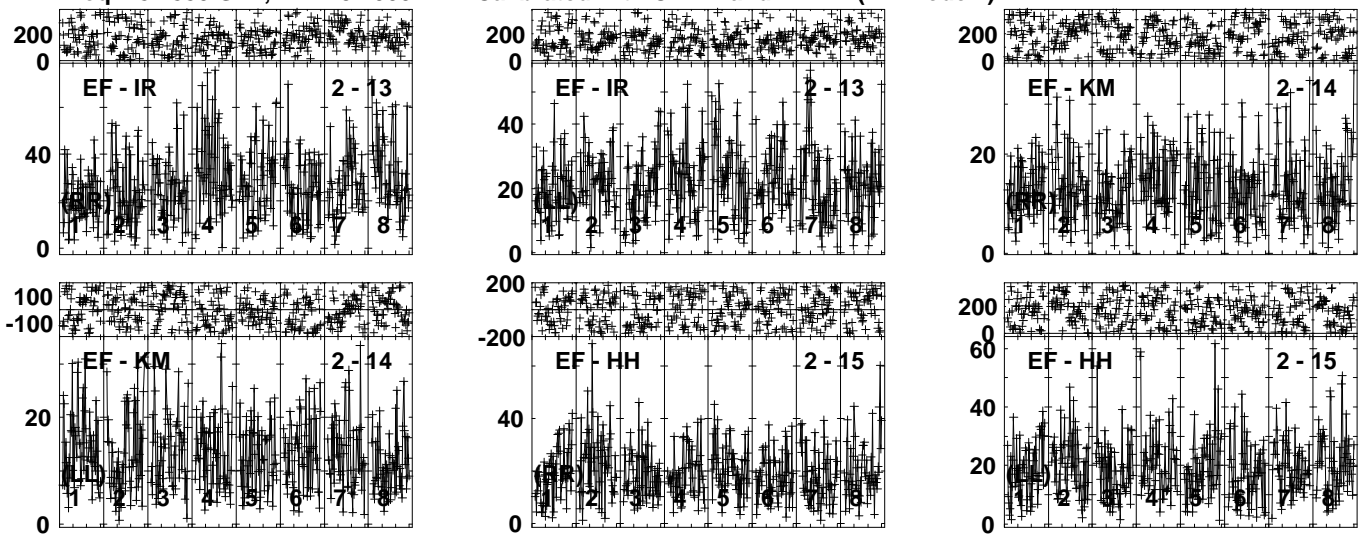 200 200 200
0 0 0
EF - IR 2 - 13 EF - IR 2 - 13 EF - KM 2 - 14
40 40 20
20
(RR) (LL) (RR)
1 2 3 4 5 6 7 8 1 2 3 4 5 6 7 8 1 2 3 4 5 6 7 8
0 0 0
100 200 200
-100 -200 0
EF - KM 2 - 14 EF - HH 2 - 15 EF - HH 2 - 15
60
20 40 40
20 20
(LL) (RR) (LL)
1 2 3 4 5 6 7 8 1 2 3 4 5 6 7 8 1 2 3 4 5 6 7 8
0 0 0